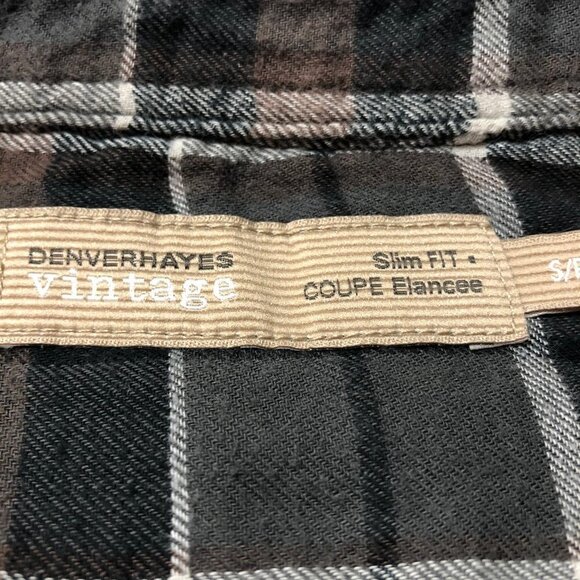 DENVERHAYES
vintage
Slim FIT •
COUPE Elancee
S/P